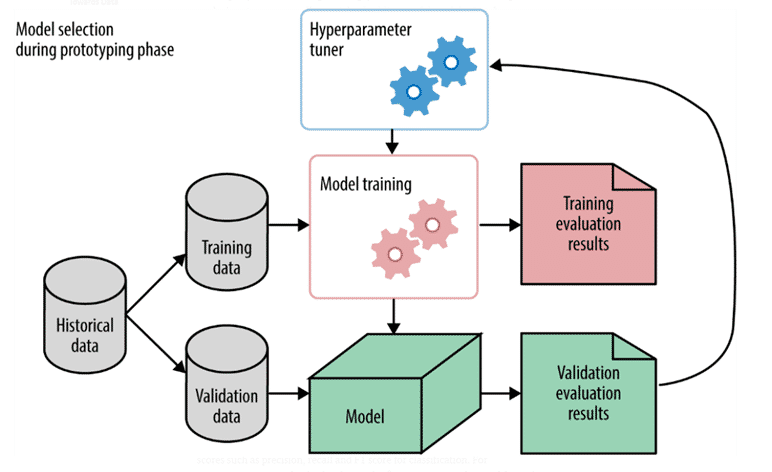 Model selection
during prototyping phase
Hyperparameter
tuner
Model training
Training
data
Training
evaluation
results
Historical
data
Validation
data
Model
Validation
evaluation
results